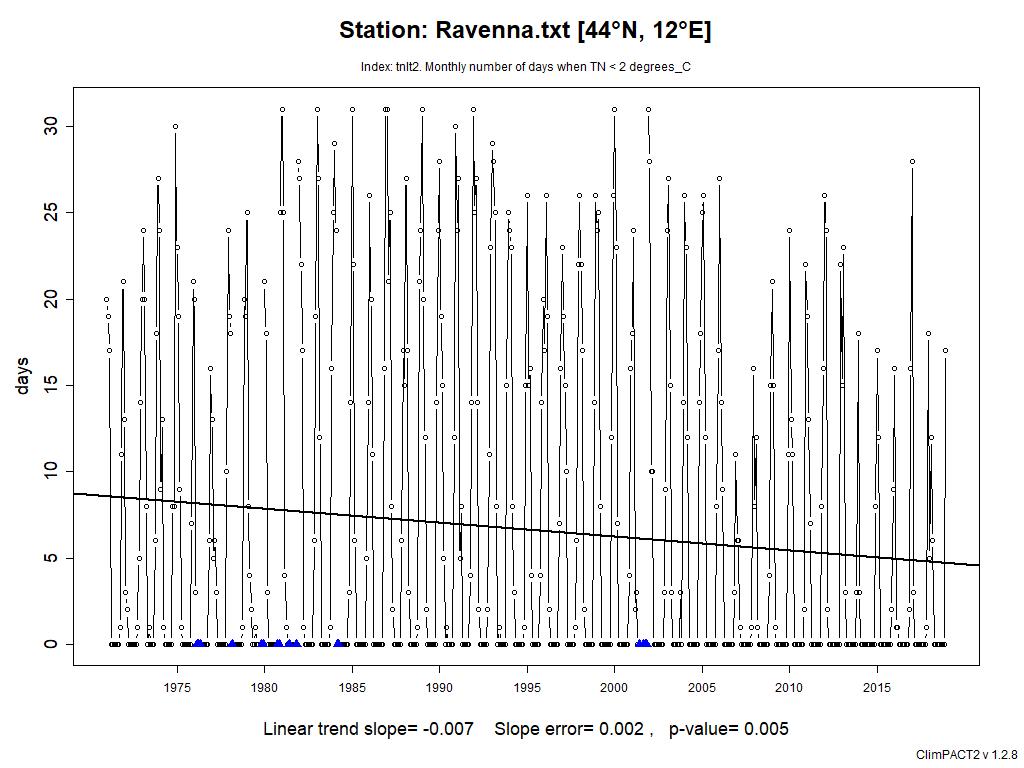 Station: Ravenna.txt [44°N, 12°E]
Index: tnlt2. Monthly number of days when TN < 2 degrees_C
30
25
20
15
10
5
0
days
1975 1980 1985 1990 1995 2000 2005 2010 2015
Linear trend slope= -0.007 Slope error= 0.002 , p-value= 0.005
ClimPACT2 v 1.2.8